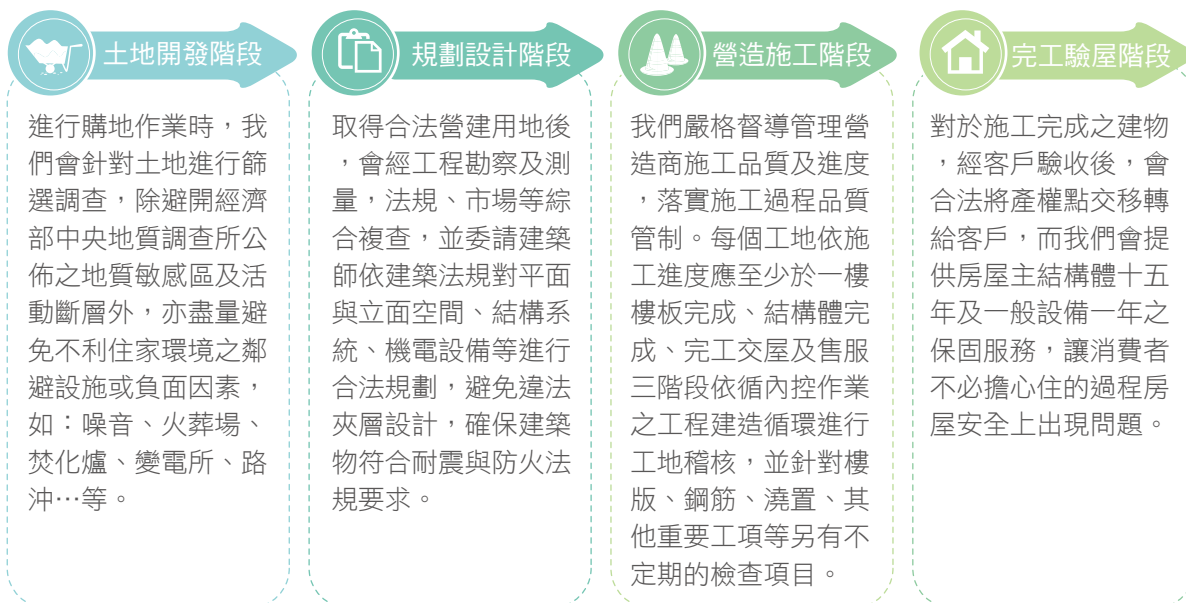 土地開發階段
進行購地作業時，我
們會針對土地進行篩
選調查，除避開經濟
部中央地質調查所公
佈之地質敏感區及活
動斷層外，亦盡量避
免不利住家環境之鄰
避設施或負面因素，
如：噪音、火葬場、
焚化爐、變電所、路
沖…等。
規劃設計階段
取得合法營建用地後
，會經工程勘察及測
量，法規、市場等綜
合複查，並委請建築
師依建築法規對平面
與立面空間、結構系
統、機電設備等進行
合法規劃，避免違法
夾層設計，確保建築
物符合耐震與防火法
規要求。
營造施工階段
我們嚴格督導管理營
造商施工品質及進度
，落實施工過程品質
管制。每個工地依施
工進度應至少於一樓
樓板完成、結構體完
成、完工交屋及售服
三階段依循內控作業
之工程建造循環進行
工地稽核，並針對樓
版、鋼筋、澆置、其
他重要工項等另有不
定期的檢查項目。
完工驗屋階段
對於施工完成之建物
，經客戶驗收後，會
合法將產權點交移轉
給客戶，而我們會提
供房屋主結構體十五
年及一般設備一年之
保固服務，讓消費者
不必擔心住的過程房
屋安全上出現問題。